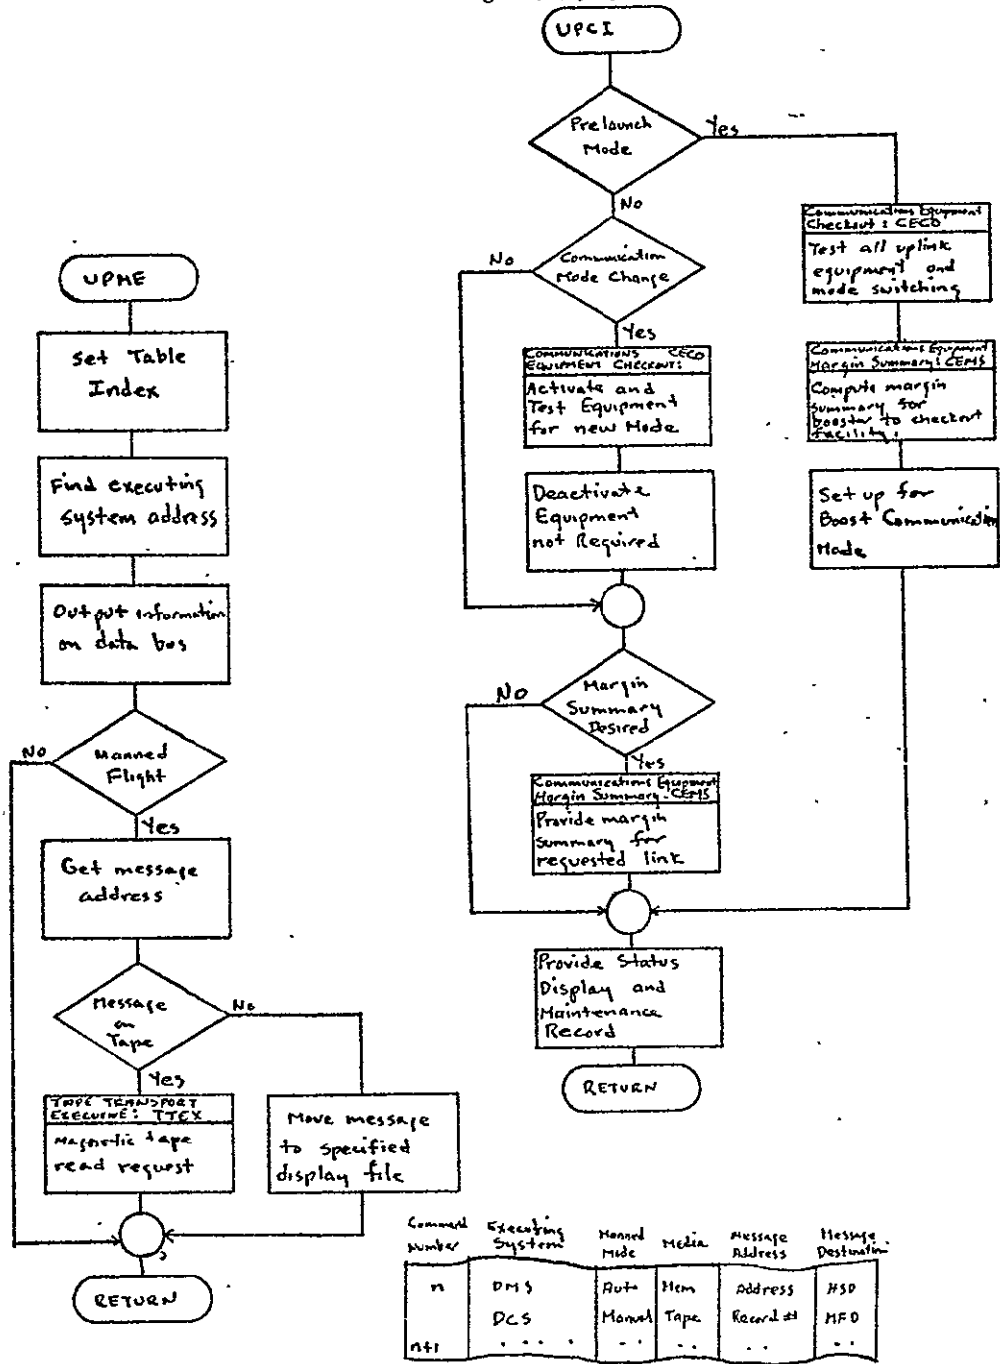 UPME
Set Table
Index
Find executing
system address
Output information
on data bus
Manned
Flight
No
Yes
Get message
address
Message
on
Tape
No
Yes
TAPE TRANSPORT
EXECUTIVE: TTEX
Magnetic tape
read request
Move message
to specified
display file
RETURN
UPCI
Prelaunch
Mode
Yes
No
Communication
Mode Change
No
Yes
COMMUNICATIONS CECO
EQUIPMENT CHECKOUT:
Activate and
Test Equipment
for new Mode
Deactivate
Equipment
not Required
Margin
Summary
Desired
No
Yes
Communications Equipment
Margin Summary: CEMS
Provide margin
summary for
requested link
Communications Equipment
Checkout: CECO
Test all uplink
equipment and
mode switching
Communications Equipment
Margin Summary: CEMS
Compute margin
summary for
booster to checkout
facility.
Set up for
Boost Communication
Mode
Provide Status
Display and
Maintenance
Record
RETURN
Command Executing Manned Media Message Message
Number System Mode Address Destination
n DMS Auto Mem Address HSD
DCS Manual Tape Record # MFD
n+1 . . . . . . . . . .